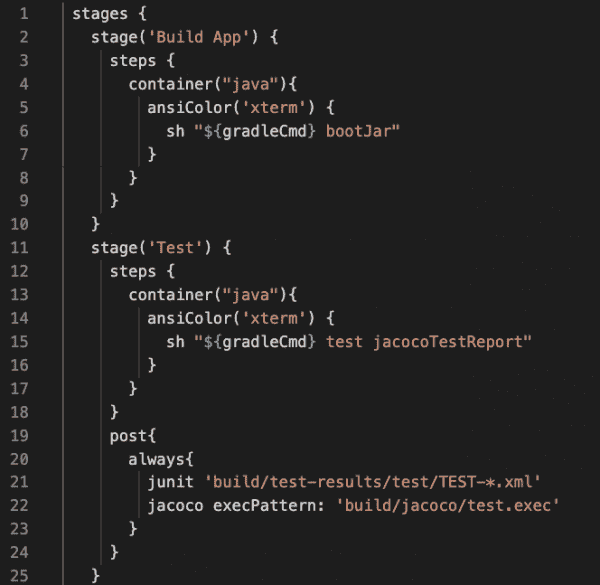 1 stages {
2   stage('Build App') {
3     steps {
4       container("java"){
5         ansiColor('xterm') {
6           sh "${gradleCmd} bootJar"
7         }
8       }
9     }
10   }
11   stage('Test') {
12     steps {
13       container("java"){
14         ansiColor('xterm') {
15           sh "${gradleCmd} test jacocoTestReport"
16         }
17       }
18     }
19     post{
20       always{
21         junit 'build/test-results/test/TEST-*.xml'
22         jacoco execPattern: 'build/jacoco/test.exec'
23       }
24     }
25   }